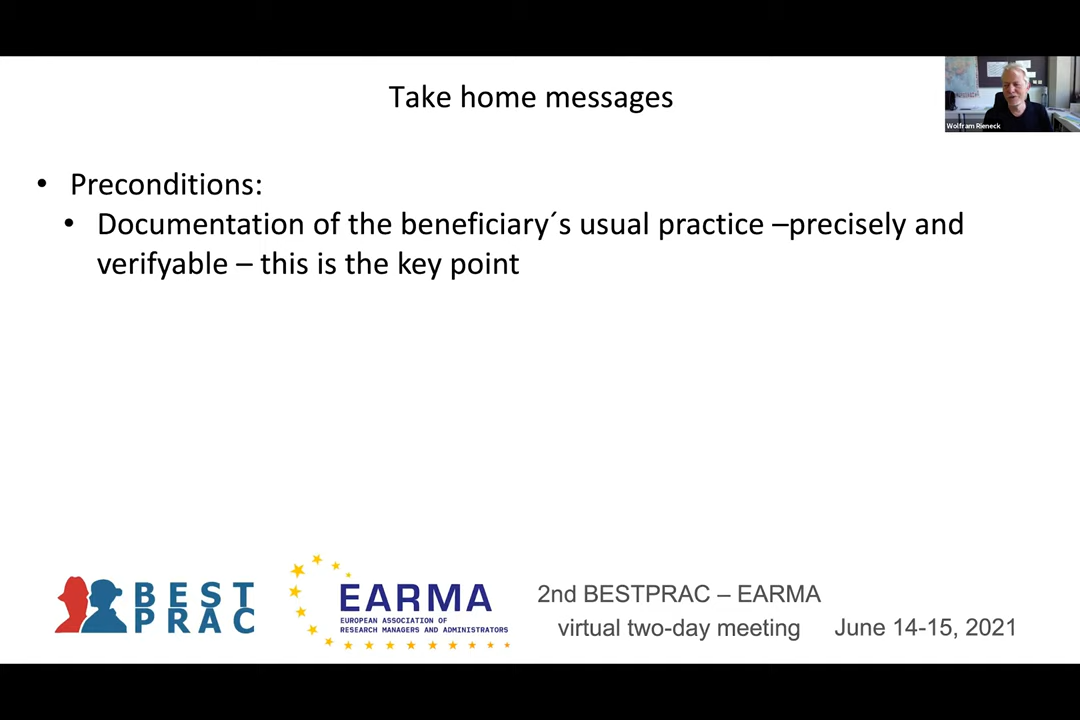 Take home messages
Wolfram Rieneck
• Preconditions:
• Documentation of the beneficiary´s usual practice –precisely and
verifyable – this is the key point
BEST
PRAC
EARMA
EUROPEAN ASSOCIATION OF
RESEARCH MANAGERS AND ADMINISTRATORS
2nd BESTPRAC – EARMA
virtual two-day meeting June 14-15, 2021